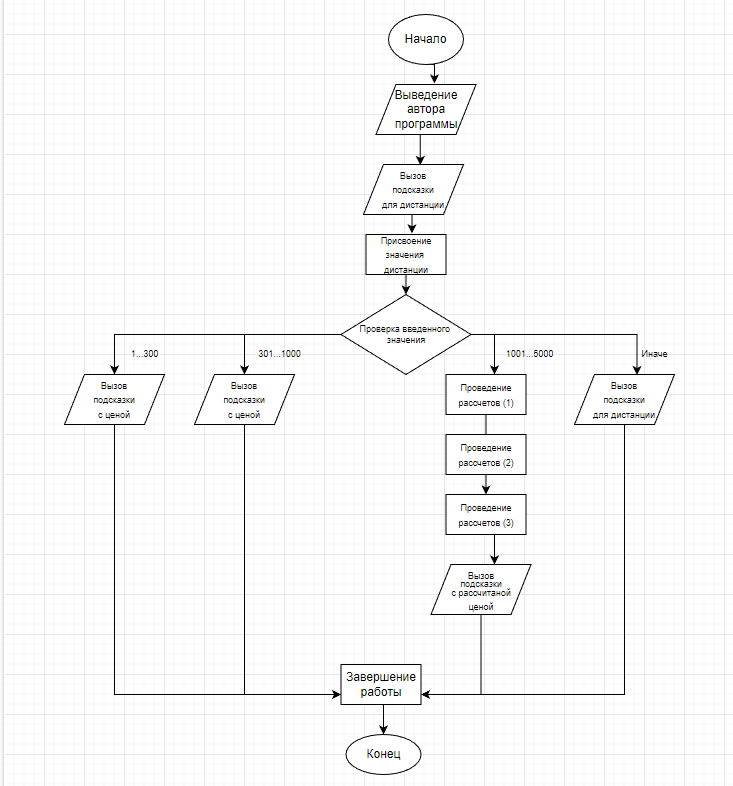 Начало
Выведение
автора
программы
Вызов
подсказки
для дистанции
Присвоение
значения
дистанции
Проверка введенного
значения
1...300
301...1000
1001...5000
Иначе
Вызов
подсказки
с ценой
Вызов
подсказки
с ценой
Проведение
рассчетов (1)
Вызов
подсказки
для дистанции
Проведение
рассчетов (2)
Проведение
рассчетов (3)
Вызов
подсказки
с рассчитаной
ценой
Завершение
работы
Конец